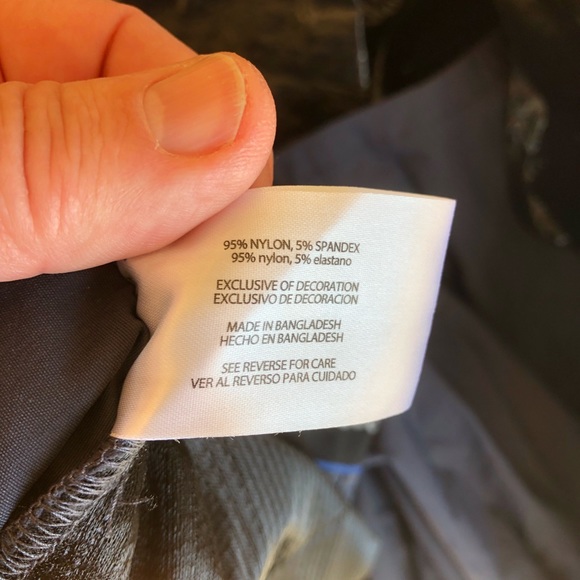 95% NYLON, 5% SPANDEX
95% nylon, 5% elastano
EXCLUSIVE OF DECORATION
EXCLUSIVO DE DECORACION
MADE IN BANGLADESH
HECHO EN BANGLADESH
SEE REVERSE FOR CARE
VER AL REVERSO PARA CUIDADO